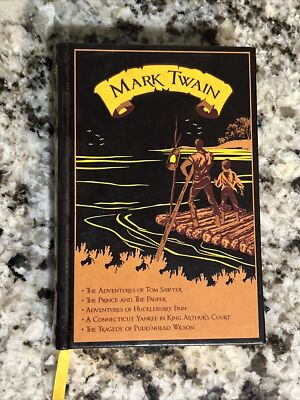 MARK TWAIN
• THE ADVENTURES OF TOM SAWYER
• THE PRINCE AND THE PAUPER
• ADVENTURES OF HUCKLEBERRY FINN
• A CONNECTICUT YANKEE IN KING ARTHUR'S COURT
• THE TRAGEDY OF PUDD'NHEAD WILSON